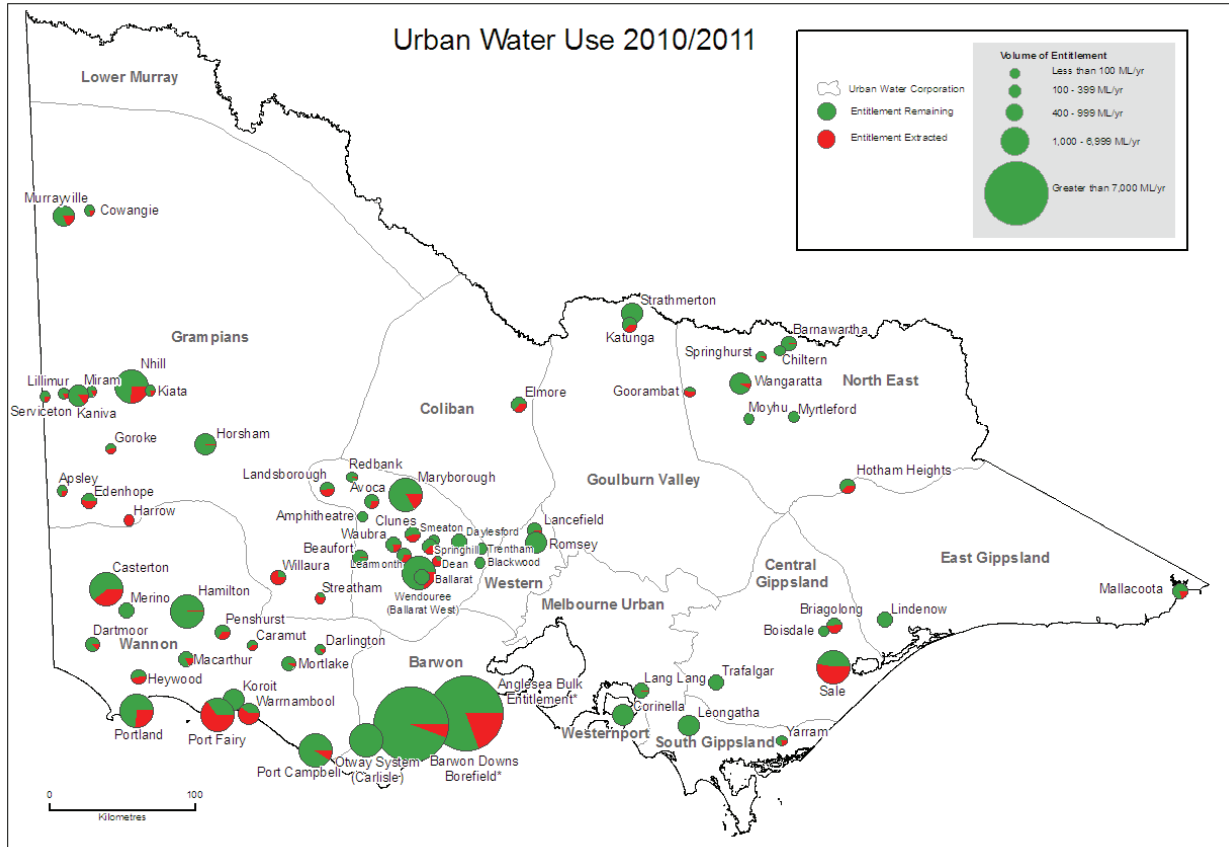 Urban Water Use 2010/2011
Volume of Entitlement
Less than 100 ML/yr
100 - 399 ML/yr
400 - 999 ML/yr
1,000 - 6,999 ML/yr
Greater than 7,000 ML/yr
Urban Water Corporation
Entitlement Remaining
Entitlement Extracted
Lower Murray
Murrayville
Cowangie
Grampians
Nhill
Lillimur
Miram
Kiata
Serviceton
Kaniva
Goroke
Horsham
Apsley
Edenhope
Harrow
Coliban
Elmore
Strathmerton
Katunga
Barnawartha
Springhurst
Chiltern
Wangaratta
North East
Goorambat
Moyhu
Myrtleford
Goulburn Valley
Hotham Heights
Redbank
Landsborough
Maryborough
Avoca
Amphitheatre
Clunes
Smeaton
Daylesford
Lancefield
Waubra
Romsey
Springhill
Trentham
Beaufort
Learmonth
Dean
Blackwood
Ballarat
Western
Wendouree
(Ballarat West)
Willaura
Streatham
Casterton
Hamilton
Merino
Penshurst
Dartmoor
Caramut
Darlington
Wannon
Macarthur
Mortlake
Heywood
Koroit
Warrnambool
Portland
Port Fairy
Port Campbell
Barwon
Otway System
(Carlisle)
Barwon Downs
Borefield*
Anglesea Bulk
Entitlement*
Melbourne Urban
Central
Gippsland
East Gippsland
Mallacoota
Briagolong
Lindenow
Boisdale
Sale
Trafalgar
Lang Lang
Corinella
Leongatha
Westernport
South Gippsland
Yarram
0
100
Kilometres